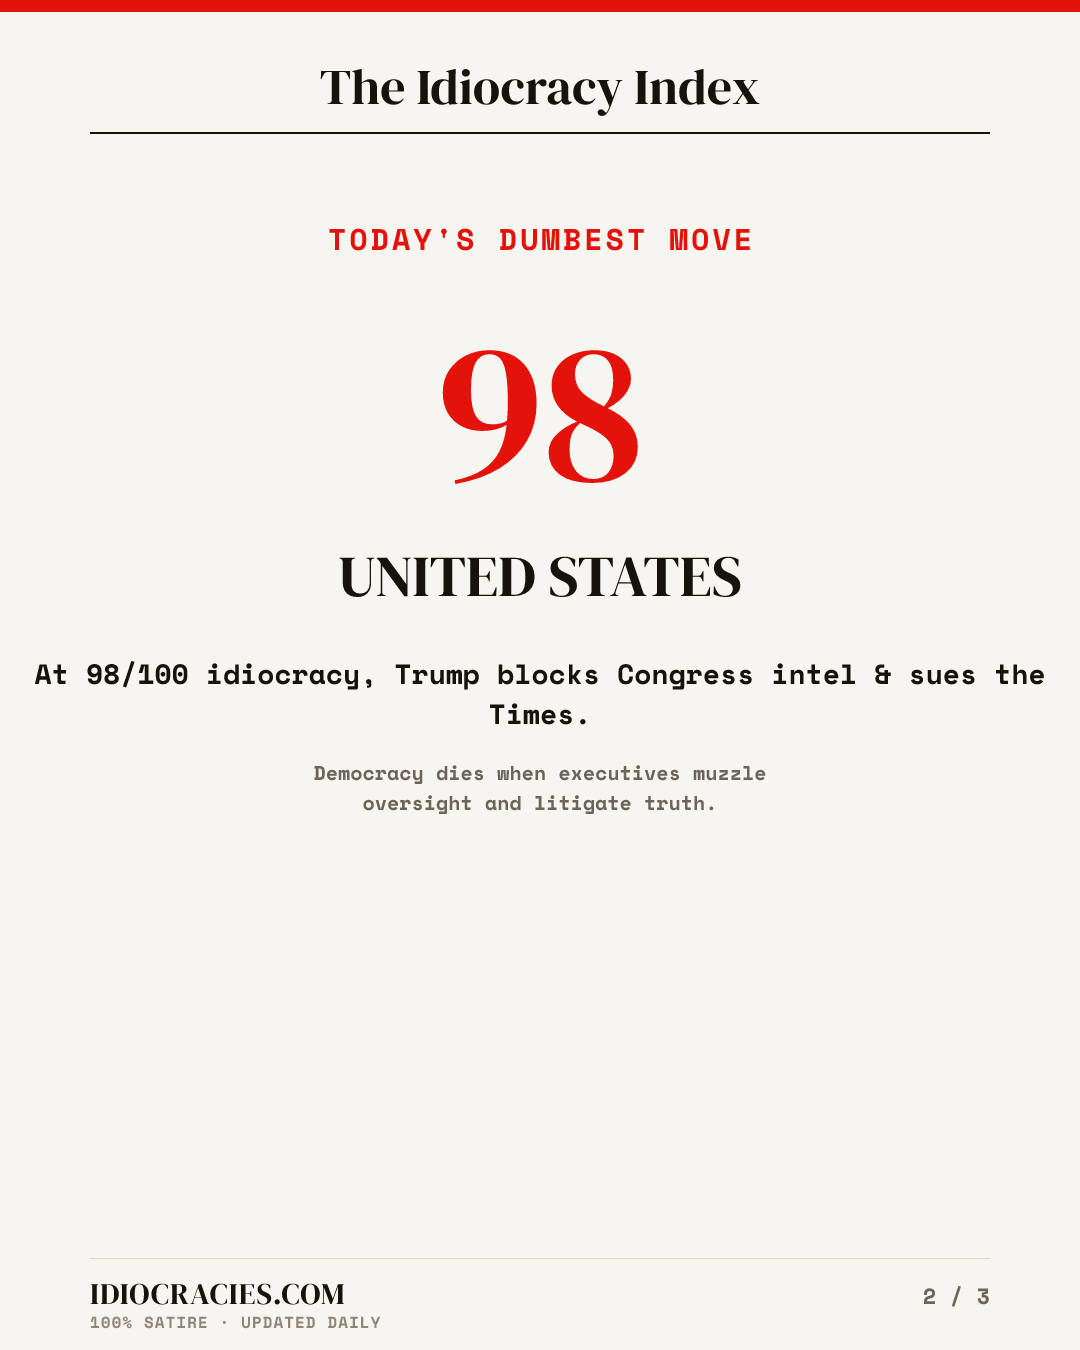 The Idiocracy Index
TODAY'S DUMBEST MOVE
98
UNITED STATES
At 98/100 idiocracy, Trump blocks Congress intel & sues the
Times.
Democracy dies when executives muzzle
oversight and litigate truth.
IDIOCRACIES.COM
2 / 3
100% SATIRE · UPDATED DAILY